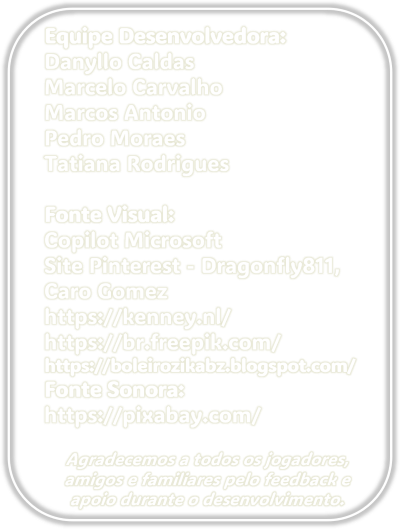 Equipe Desenvolvedora:
Danyllo Caldas
Marcelo Carvalho
Marcos Antonio
Pedro Moraes
Tatiana Rodrigues
Fonte Visual:
Copilot Microsoft
Site Pinterest - Dragonfly811,
Caro Gomez
https://kenney.nl/
https://br.freepik.com/
https://boleirozikabz.blogspot.com/
Fonte Sonora:
https://pixabay.com/
Agradecemos a todos os jogadores,
amigos e familiares pelo feedback e
apoio durante o desenvolvimento.